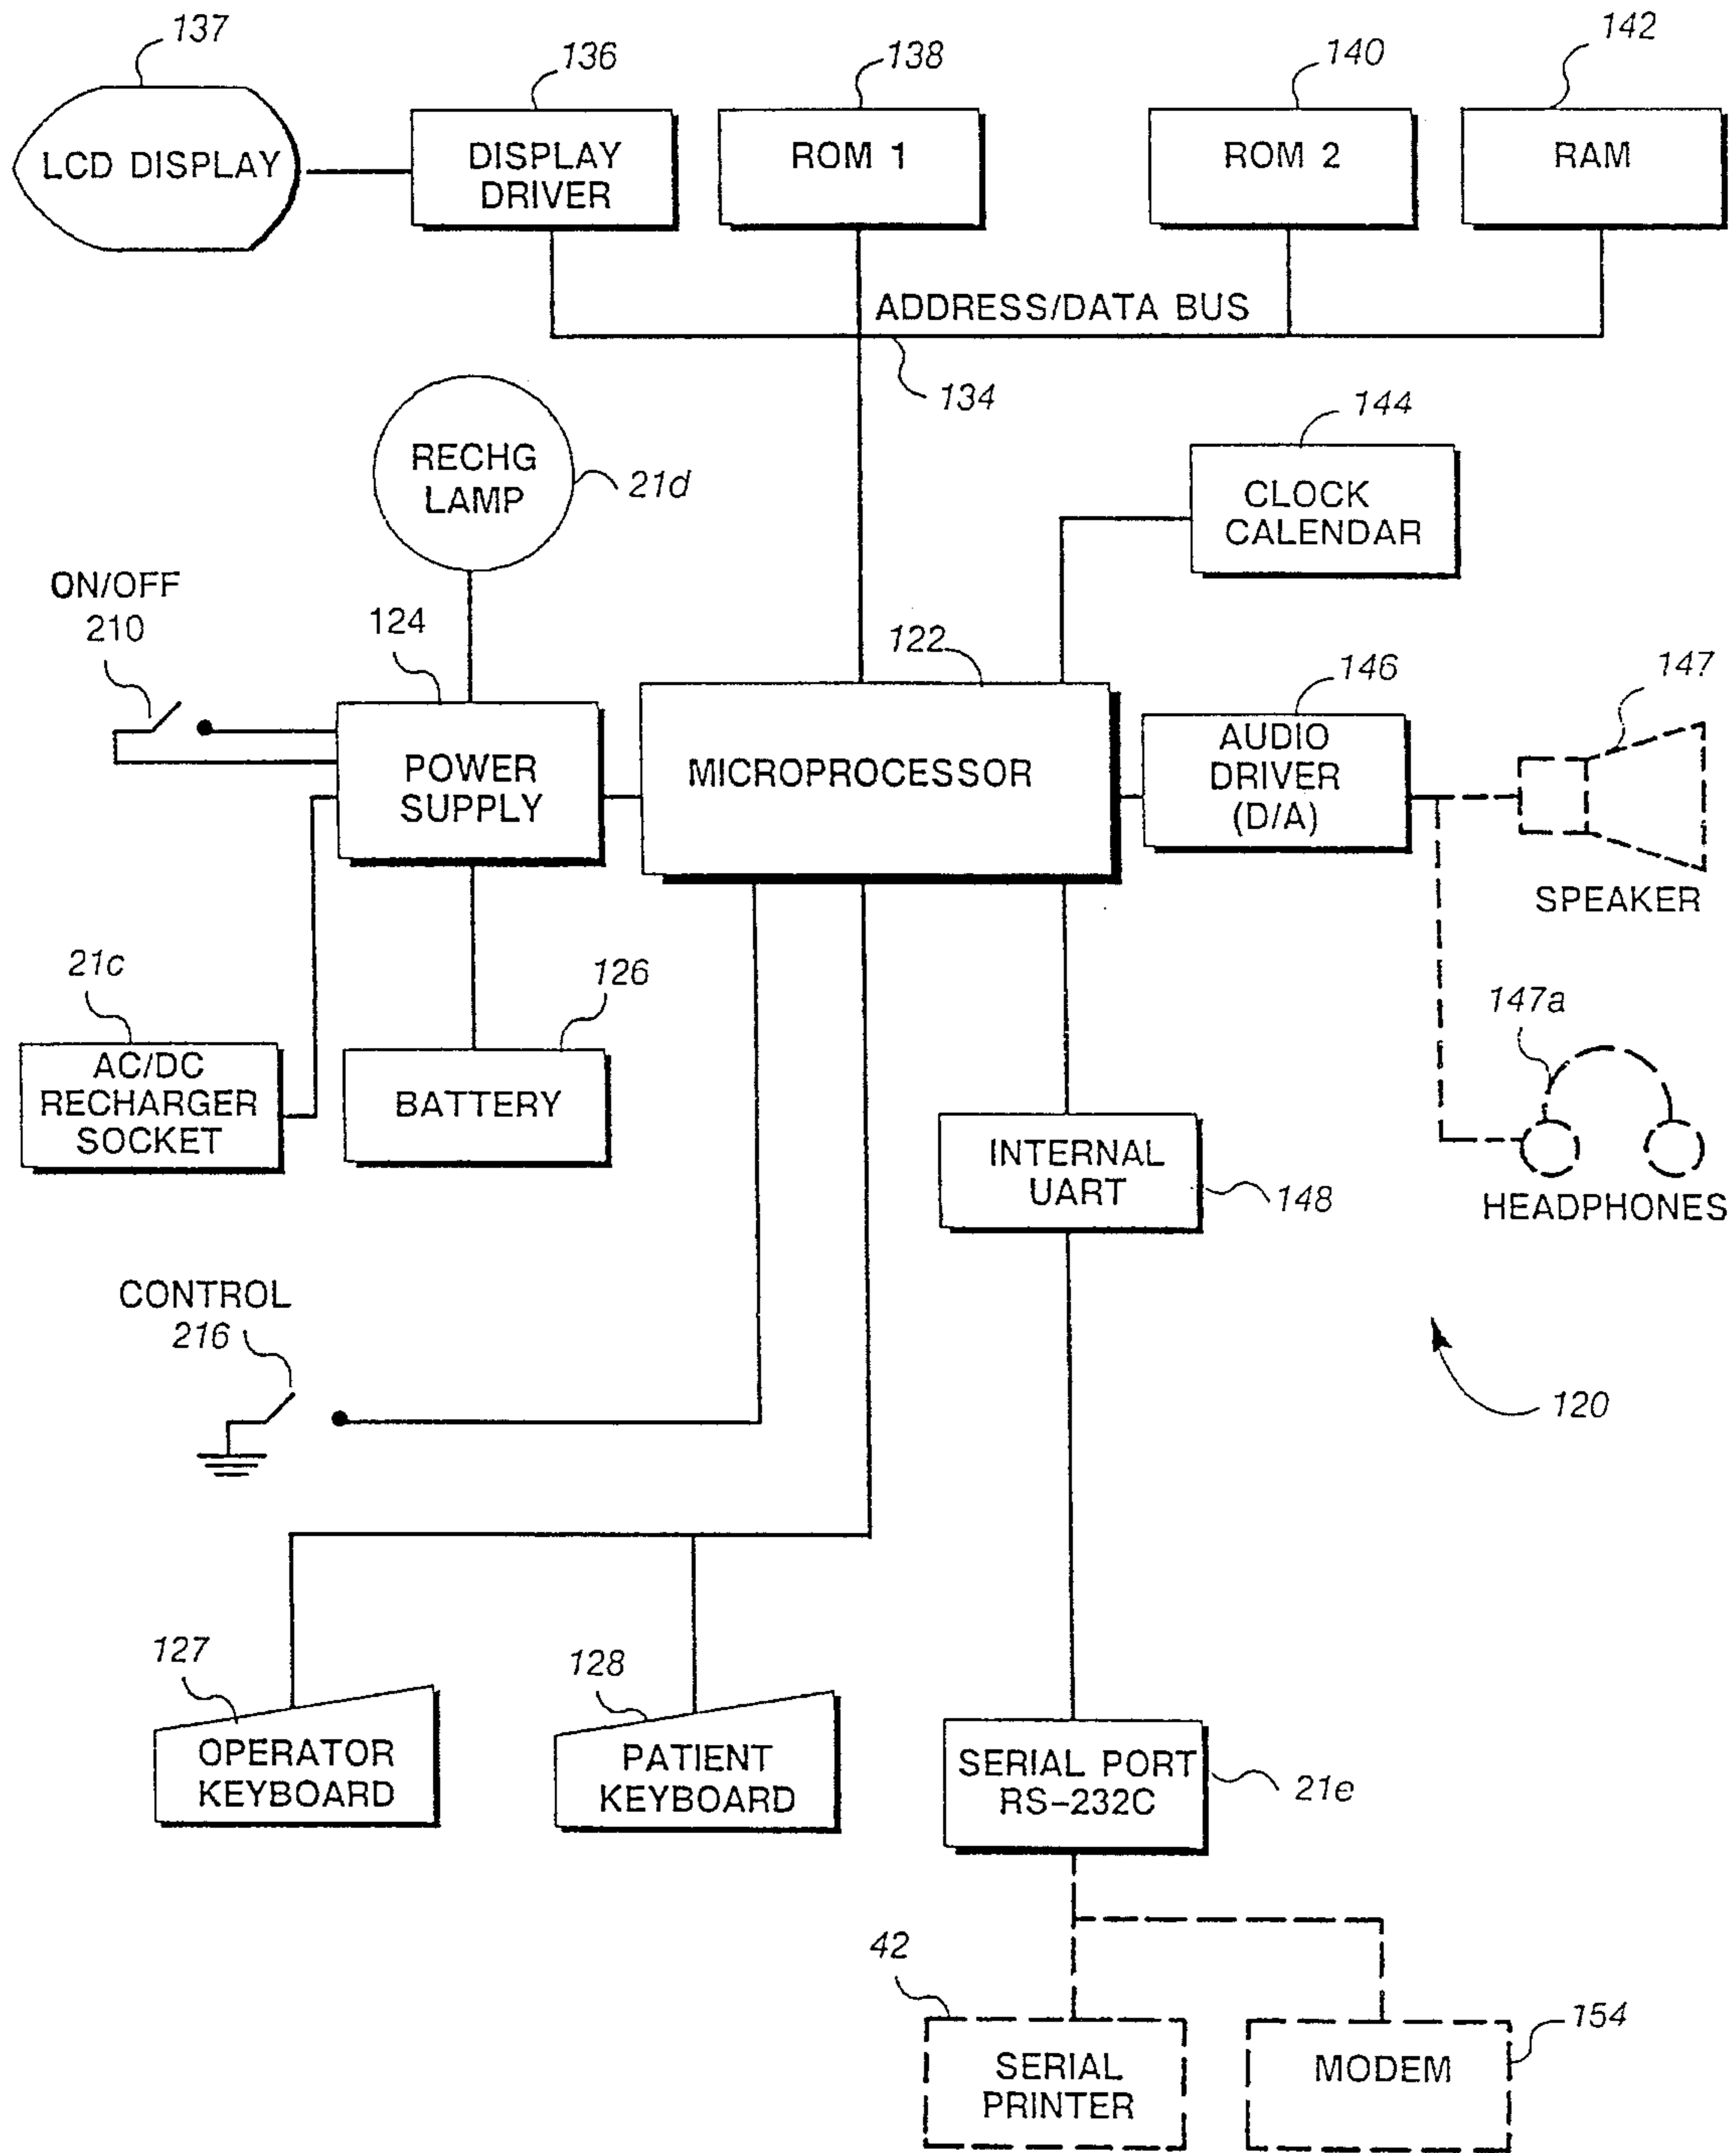 137
136
138
140
142
LCD DISPLAY
DISPLAY
DRIVER
ROM 1
ROM 2
RAM
ADDRESS/DATA BUS
134
144
RECHG
LAMP
21d
CLOCK
CALENDAR
ON/OFF
210
124
122
146
147
POWER
SUPPLY
MICROPROCESSOR
AUDIO
DRIVER
(D/A)
SPEAKER
21c
126
147a
AC/DC
RECHARGER
SOCKET
BATTERY
INTERNAL
UART
148
HEADPHONES
CONTROL
216
120
127
128
OPERATOR
KEYBOARD
PATIENT
KEYBOARD
SERIAL PORT
RS-232C
21e
42
154
SERIAL
PRINTER
MODEM